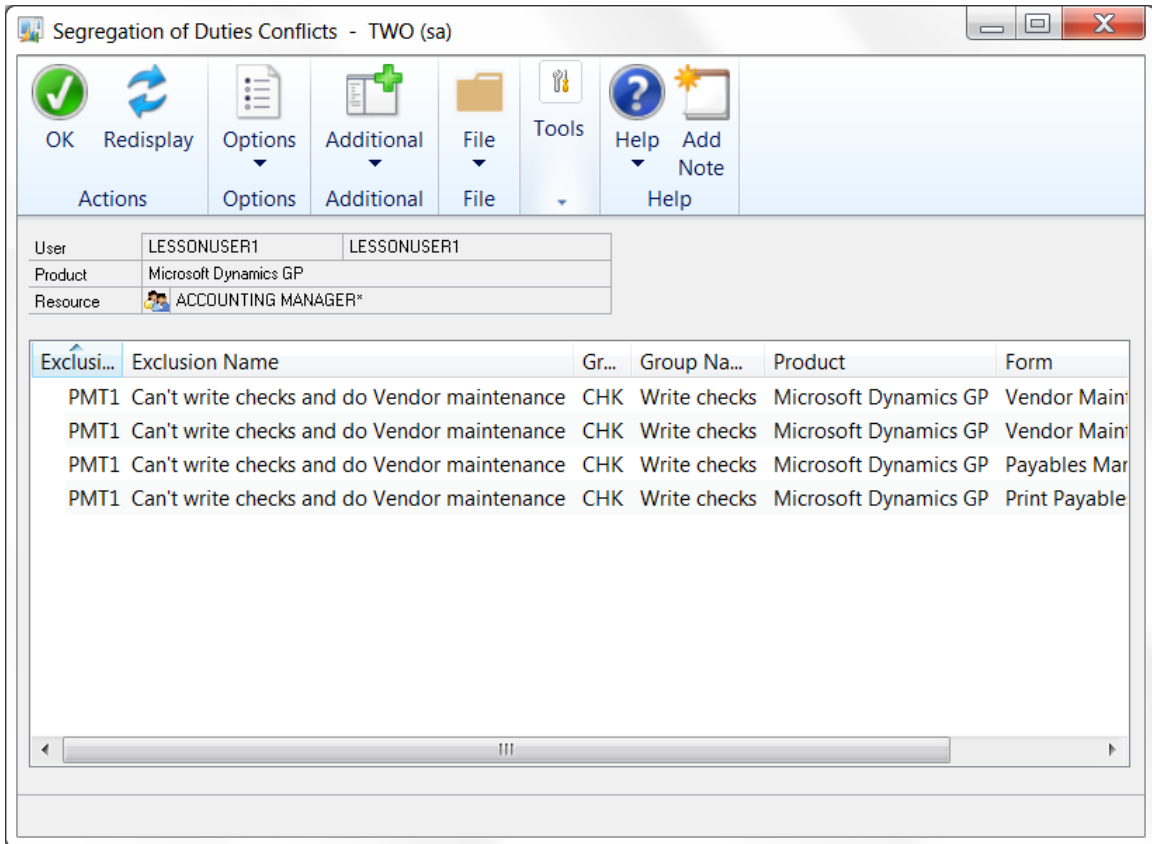 Segregation of Duties Conflicts - TWO (sa)
OK Redisplay Options Additional File Tools Help Add Note
Actions Options Additional File Help
User LESSONUSER1 LESSONUSER1
Product Microsoft Dynamics GP
Resource ACCOUNTING MANAGER*
Exclusi... Exclusion Name Gr... Group Na... Product Form
PMT1 Can't write checks and do Vendor maintenance CHK Write checks Microsoft Dynamics GP Vendor Maint
PMT1 Can't write checks and do Vendor maintenance CHK Write checks Microsoft Dynamics GP Vendor Maint
PMT1 Can't write checks and do Vendor maintenance CHK Write checks Microsoft Dynamics GP Payables Mar
PMT1 Can't write checks and do Vendor maintenance CHK Write checks Microsoft Dynamics GP Print Payable